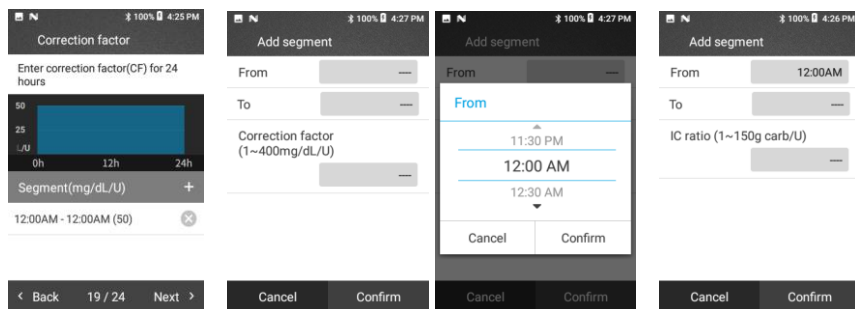 100% 4:25 PM
Correction factor
Enter correction factor(CF) for 24
hours
50
25
0h 12h 24h
Segment(mg/dL/U) +
12:00AM - 12:00AM (50)
< Back 19 / 24 Next >
100% 4:27 PM
Add segment
From ---
To ---
Correction factor
(1~400mg/dL/U)
---
Cancel Confirm
100% 4:27 PM
Add segment
From ---
From
11:30 PM
12:00 AM
12:30 AM
Cancel Confirm
Cancel Confirm
100% 4:26 PM
Add segment
From 12:00AM
To ---
IC ratio (1~150g carb/U)
---
Cancel Confirm